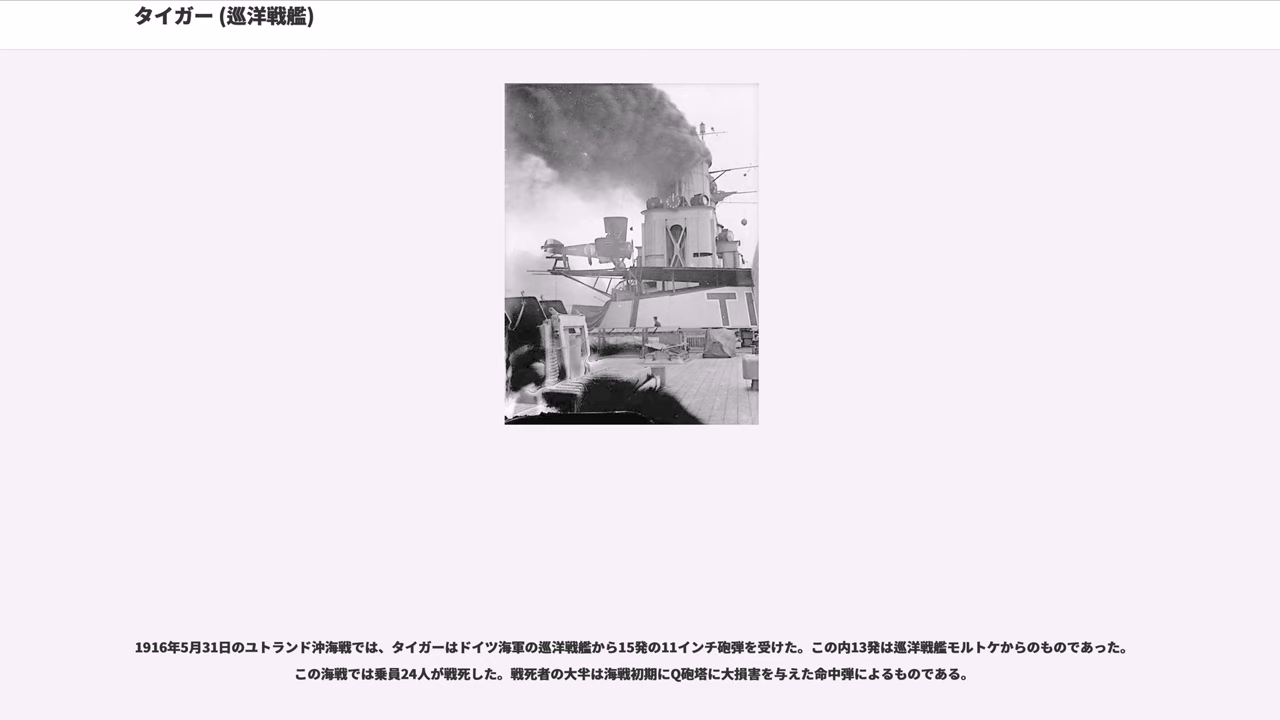 タイガー (巡洋戦艦)
TI
1916年5月31日のユトランド沖海戦では、タイガーはドイツ海軍の巡洋戦艦から15発の11インチ砲弾を受けた。この内13発は巡洋戦艦モルトケからのものであった。
この海戦では乗員24人が戦死した。戦死者の大半は海戦初期にQ砲塔に大損害を与えた命中弾によるものである。